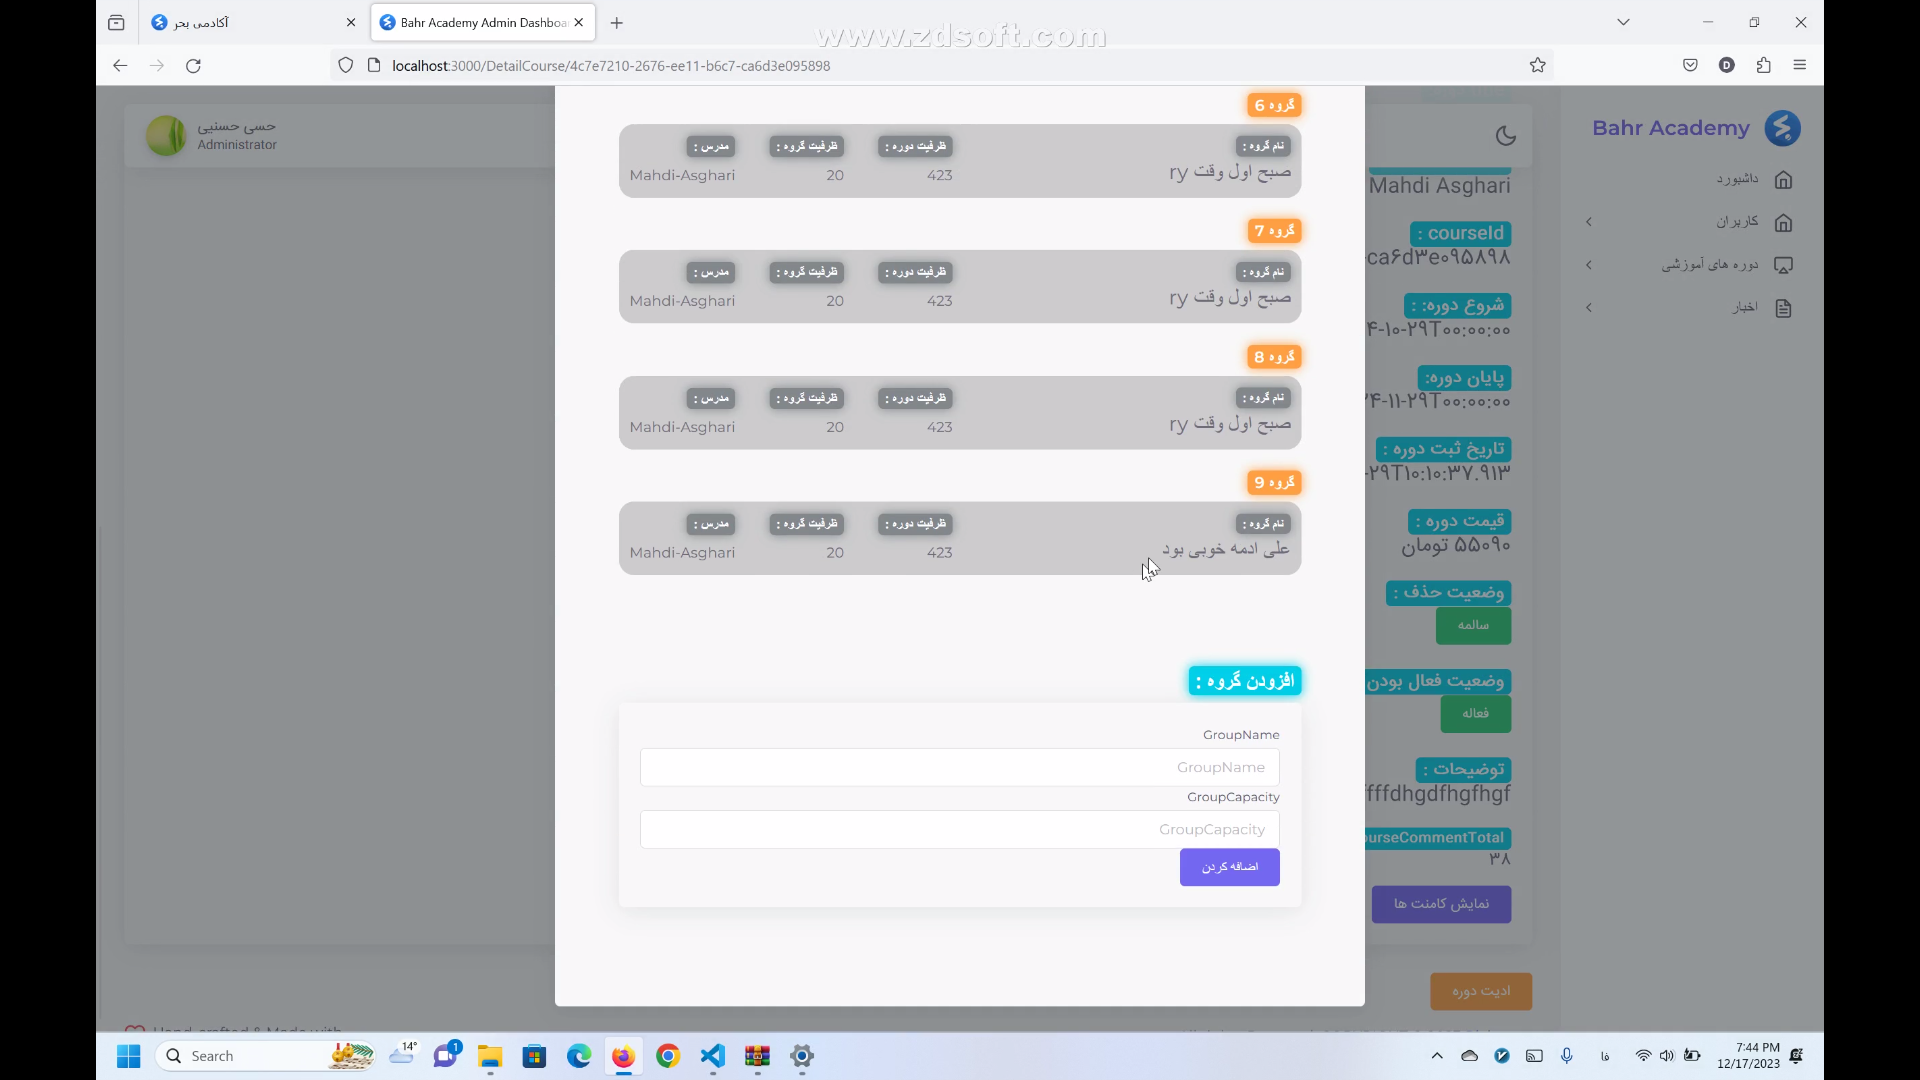 آکادمی بحر
Bahr Academy Admin Dashboa
www.zdsoft.com
localhost:3000/DetailCourse/4c7e7210-2676-ee11-b6c7-ca6d3e095898
حسی حسنیی
Administrator
Bahr Academy
داشبورد
کاربران
دوره های آموزشی
اخبار
گروه 6
نام گروه :
ظرفیت دوره :
ظرفیت گروه :
مدرس :
صبح اول وقت ry
423
20
Mahdi-Asghari
گروه 7
نام گروه :
ظرفیت دوره :
ظرفیت گروه :
مدرس :
صبح اول وقت ry
423
20
Mahdi-Asghari
گروه 8
نام گروه :
ظرفیت دوره :
ظرفیت گروه :
مدرس :
صبح اول وقت ry
423
20
Mahdi-Asghari
گروه 9
نام گروه :
ظرفیت دوره :
ظرفیت گروه :
مدرس :
علی ادمه خوبی بود
423
20
Mahdi-Asghari
افزودن گروه :
GroupName
GroupName
GroupCapacity
GroupCapacity
اضافه کردن
Mahdi Asghari
courseId :
ca۶d۳e۰۹۵۸۹۸
شروع دوره: :
۴-۱۰-۲۹T۰۰:۰۰:۰۰
پایان دوره:
۲۴-۱۱-۲۹T۰۰:۰۰:۰۰
تاریخ ثبت دوره :
-۲۹T۱۰:۱۰:۳۷.۹۱۳
قیمت دوره :
۵۵۰۹۰ تومان
وضعیت حذف :
سالمه
وضعیت فعال بودن
فعاله
توضیحات :
fffdhgdfhgfhgf
urseCommentTotal
۳۸
نمایش کامنت ها
ادیت دوره
Search
14°
1
فا
7:44 PM
12/17/2023